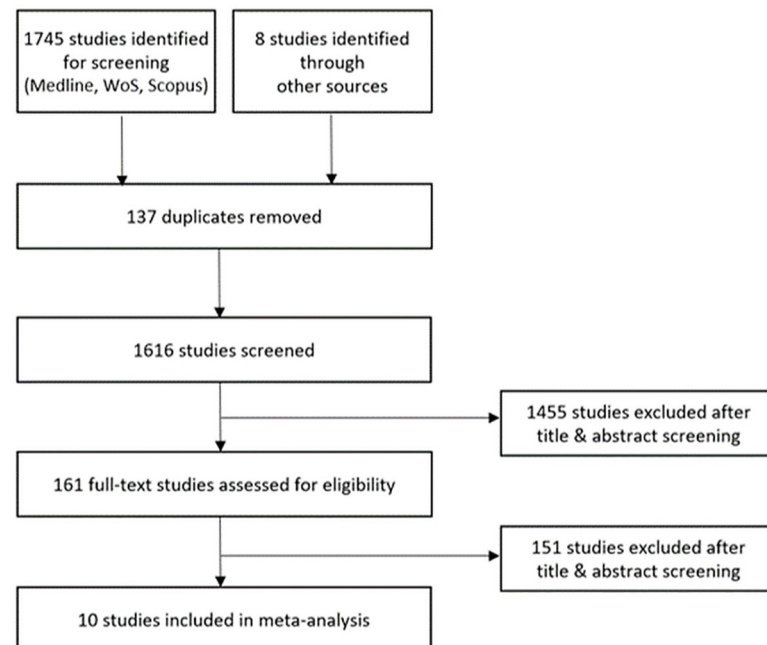 1745 studies identified
for screening
(Medline, WoS, Scopus)
8 studies identified
through
other sources
137 duplicates removed
1616 studies screened
1455 studies excluded after
title & abstract screening
161 full-text studies assessed for eligibility
151 studies excluded after
title & abstract screening
10 studies included in meta-analysis